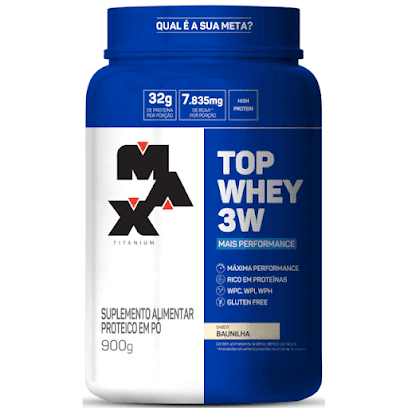 QUAL É A SUA META?
32g
DE PROTEÍNA
POR PORÇÃO
7.835mg
DE BCAA**
POR PORÇÃO
HIGH
PROTEIN
MAX
TITANIUM
TOP
WHEY
3W
MAIS PERFORMANCE
MÁXIMA PERFORMANCE
RICO EM PROTEÍNAS
WPC, WPI, WPH
GLUTEN FREE
SUPLEMENTO ALIMENTAR
PROTEICO EM PÓ
900g
SABOR
BAUNILHA